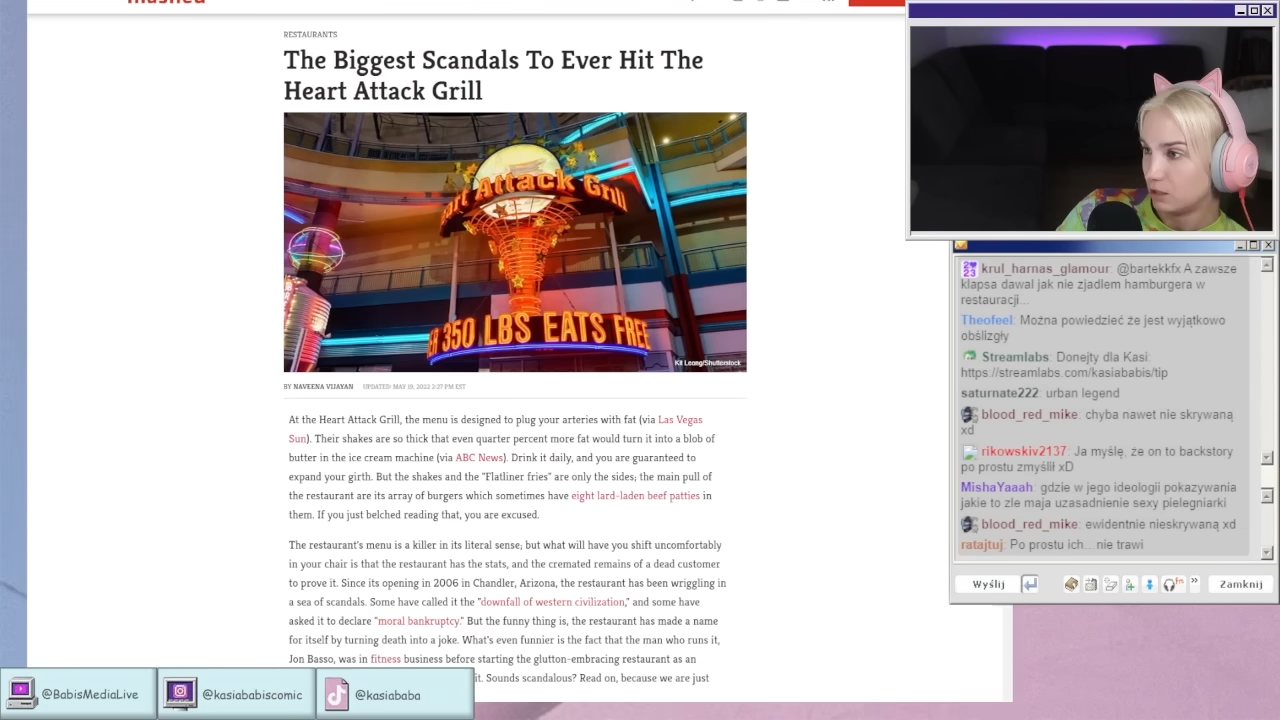 RESTAURANTS
The Biggest Scandals To Ever Hit The
Heart Attack Grill
Attack Grill
350 LBS EATS FREE
Kit Leong/Shutterstock
BY NAVEENA VIJAYAN UPDATED: MAY 19, 2022 2:27 PM EST
At the Heart Attack Grill, the menu is designed to plug your arteries with fat (via Las Vegas
Sun). Their shakes are so thick that even quarter percent more fat would turn it into a blob of
butter in the ice cream machine (via ABC News). Drink it daily, and you are guaranteed to
expand your girth. But the shakes and the "Flatliner fries" are only the sides; the main pull of
the restaurant are its array of burgers which sometimes have eight lard-laden beef patties in
them. If you just belched reading that, you are excused.
The restaurant's menu is a killer in its literal sense; but what will have you shift uncomfortably
in your chair is that the restaurant has the stats, and the cremated remains of a dead customer
to prove it. Since its opening in 2006 in Chandler, Arizona, the restaurant has been wriggling in
a sea of scandals. Some have called it the "downfall of western civilization," and some have
asked it to declare "moral bankruptcy." But the funny thing is, the restaurant has made a name
for itself by turning death into a joke. What's even funnier is the fact that the man who runs it,
Jon Basso, was in fitness business before starting the glutton-embracing restaurant as an
it. Sounds scandalous? Read on, because we are just
@BabisMediaLive
@kasiababiscomic
@kasiababa
krul_harnas_glamour: @bartekkfx A zawsze
klapsa dawal jak nie zjadlem hamburgera w
restauracji...
Theofeel: Można powiedzieć że jest wyjątkowo
obślizgły
Streamlabs: Donejty dla Kasi:
https://streamlabs.com/kasiababis/tip
saturnate222: urban legend
blood_red_mike: chyba nawet nie skrywaną
xd
rikowskiv2137: Ja myślę, że on to backstory
po prostu zmyślił xD
MishaYaaah: gdzie w jego ideologii pokazywania
jakie to zle maja uzasadnienie sexy pielegniarki
blood_red_mike: ewidentnie nieskrywaną xd
ratajtuj: Po prostu ich... nie trawi
Wyślij
fn
Zamknij